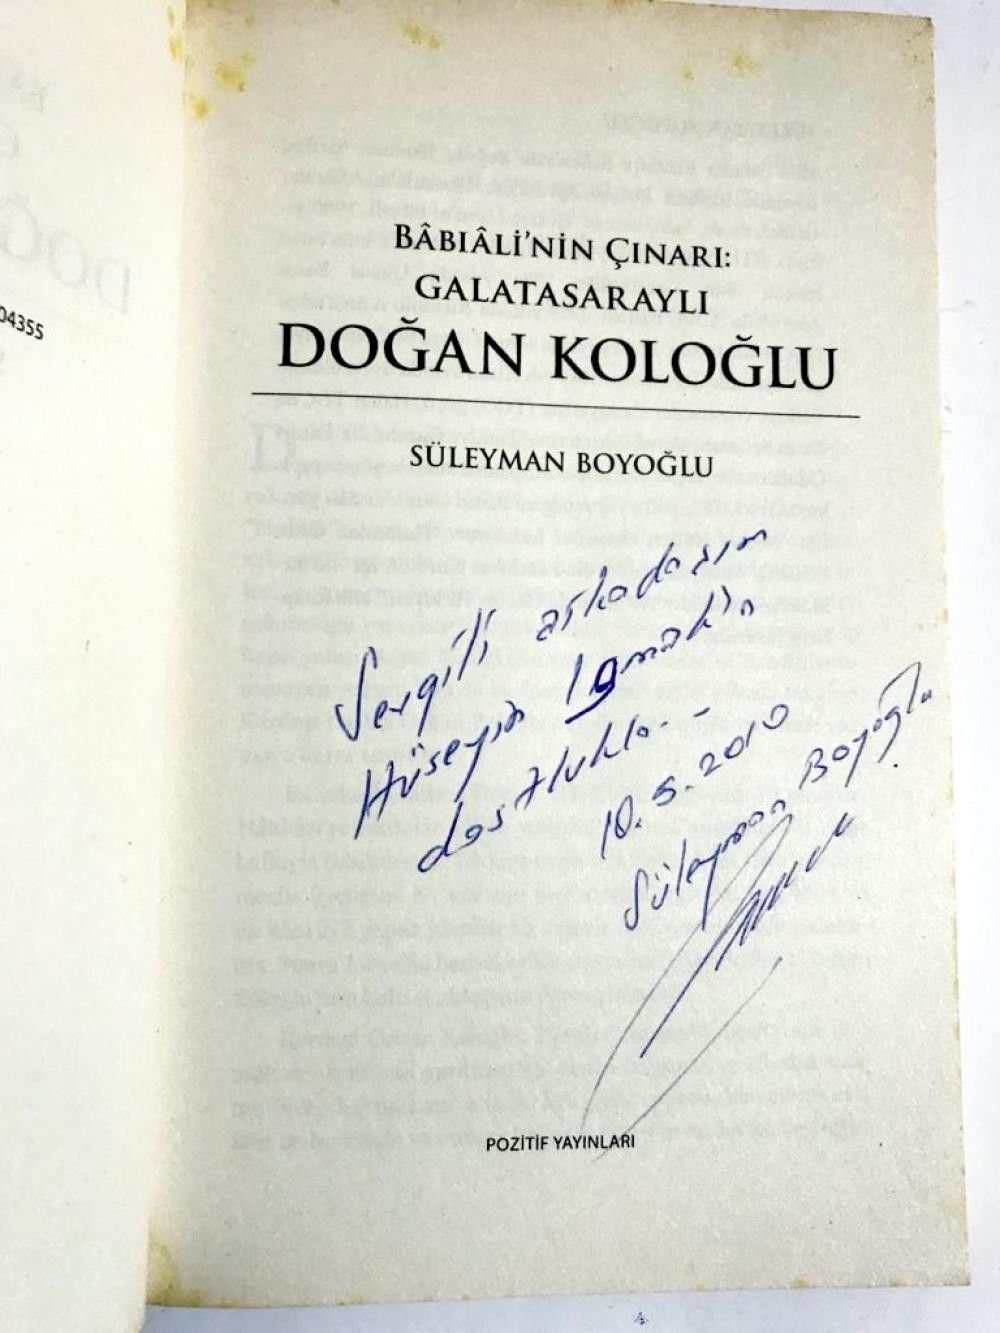 04355
BÂBIÂLİ'NİN ÇINARI:
GALATASARAYLI
DOĞAN KOLOĞLU
SÜLEYMAN BOYOĞLU
Sevgili arkadaşım
Hüseyin
dostlukla
10.5.2010
Süleyman Boyoğlu
POZİTİF YAYINLARI